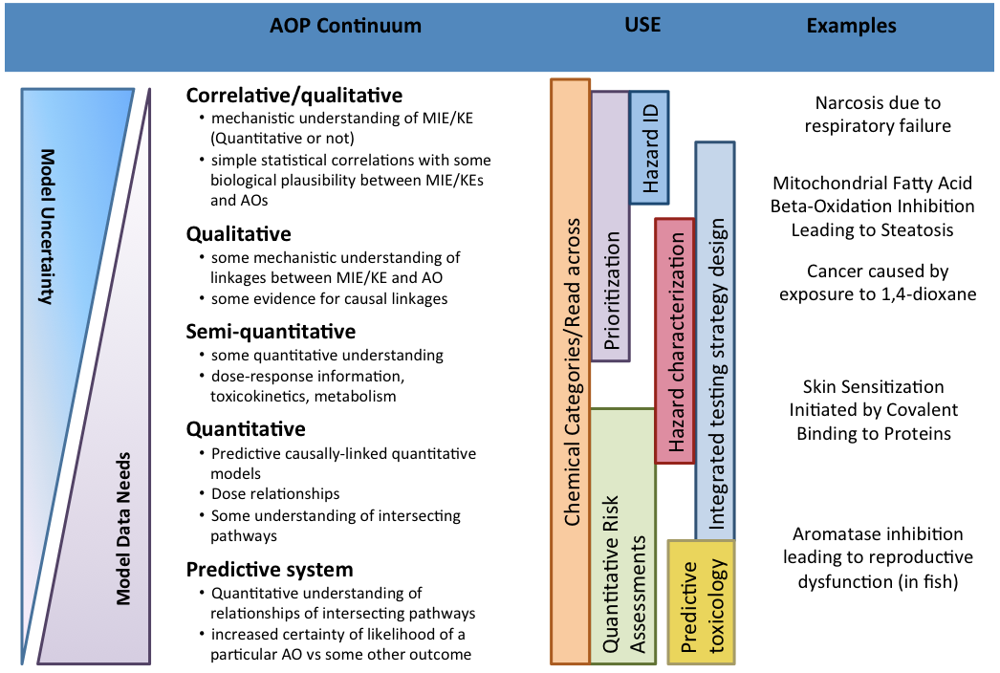 AOP Continuum
USE
Examples
Model Uncertainty
Model Data Needs
Correlative/qualitative
• mechanistic understanding of MIE/KE
(Quantitative or not)
• simple statistical correlations with some
biological plausibility between MIE/KEs
and AOs
Qualitative
• some mechanistic understanding of
linkages between MIE/KE and AO
• some evidence for causal linkages
Semi-quantitative
• some quantitative understanding
• dose-response information,
toxicokinetics, metabolism
Quantitative
• Predictive causally-linked quantitative
models
• Dose relationships
• Some understanding of intersecting
pathways
Predictive system
• Quantitative understanding of
relationships of intersecting pathways
• increased certainty of likelihood of a
particular AO vs some other outcome
Chemical Categories/Read across
Prioritization
Hazard ID
Hazard characterization
Integrated testing strategy design
Quantitative Risk
Assessments
Predictive
toxicology
Narcosis due to
respiratory failure
Mitochondrial Fatty Acid
Beta-Oxidation Inhibition
Leading to Steatosis
Cancer caused by
exposure to 1,4-dioxane
Skin Sensitization
Initiated by Covalent
Binding to Proteins
Aromatase inhibition
leading to reproductive
dysfunction (in fish)